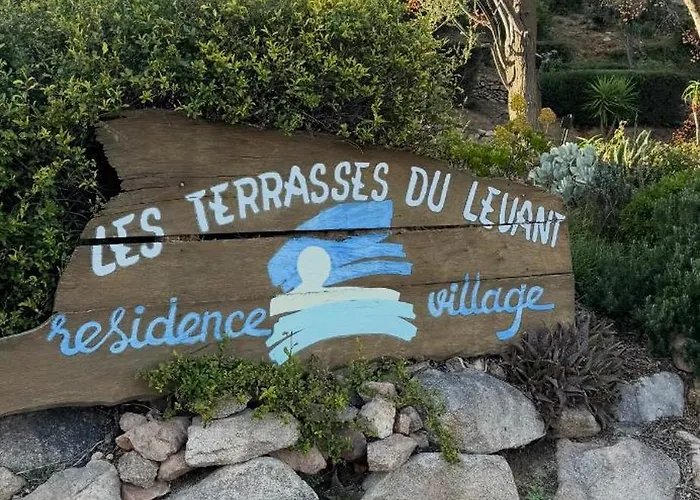 LES TERRASSES DU LEVANT
residence village